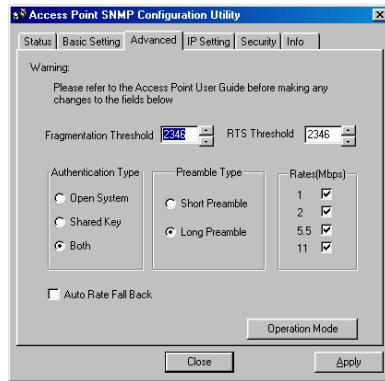 Access Point SNMP Configuration Utility
Status Basic Setting Advanced IP Setting Security Info
Warning:
Please refer to the Access Point User Guide before making any
changes to the fields below
Fragmentation Threshold 2346 RTS Threshold 2346
Authentication Type
Open System
Shared Key
Both
Preamble Type
Short Preamble
Long Preamble
Rates(Mbps)
1
2
5.5
11
Auto Rate Fall Back
Operation Mode
Close Apply